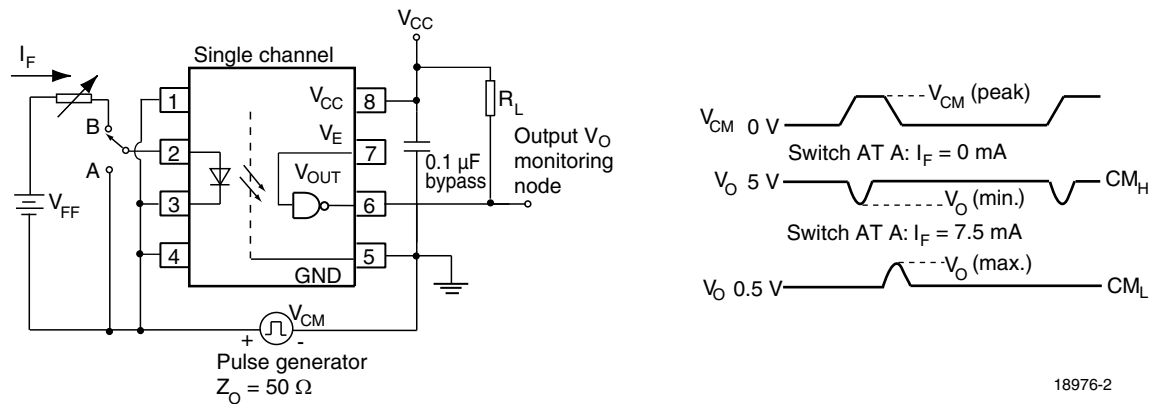 V_CC
Single channel
I_F
1
V_CC
8
R_L
B
V_E
2
7
Output V_O
monitoring
node
0.1 µF
bypass
A
V_OUT
V_FF
3
6
4
GND
5
V_CM
+
-
Pulse generator
Z_O = 50 Ω
V_CM (peak)
V_CM 0 V
Switch AT A: I_F = 0 mA
V_O 5 V
CM_H
V_O (min.)
Switch AT A: I_F = 7.5 mA
V_O (max.)
V_O 0.5 V
CM_L
18976-2